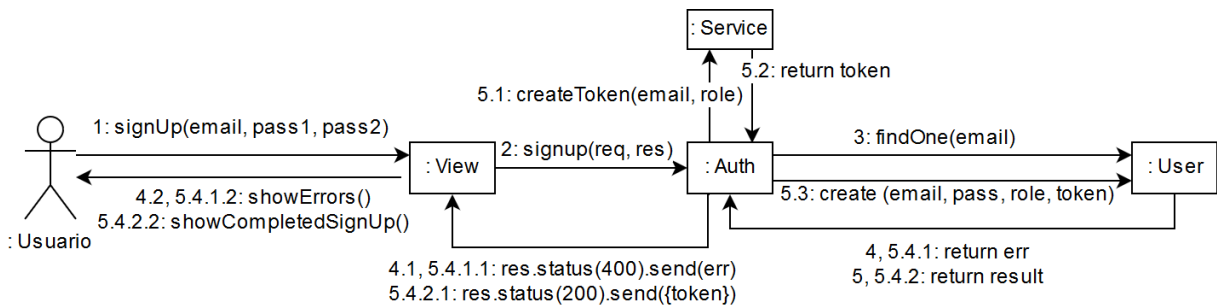 : Service
5.2: return token
5.1: createToken(email, role)
1: signUp(email, pass1, pass2)
2: signup(req, res)
3: findOne(email)
: View
: Auth
: User
4.2, 5.4.1.2: showErrors()
5.4.2.2: showCompletedSignUp()
5.3: create (email, pass, role, token)
: Usuario
4.1, 5.4.1.1: res.status(400).send(err)
5.4.2.1: res.status(200).send({token})
4, 5.4.1: return err
5, 5.4.2: return result